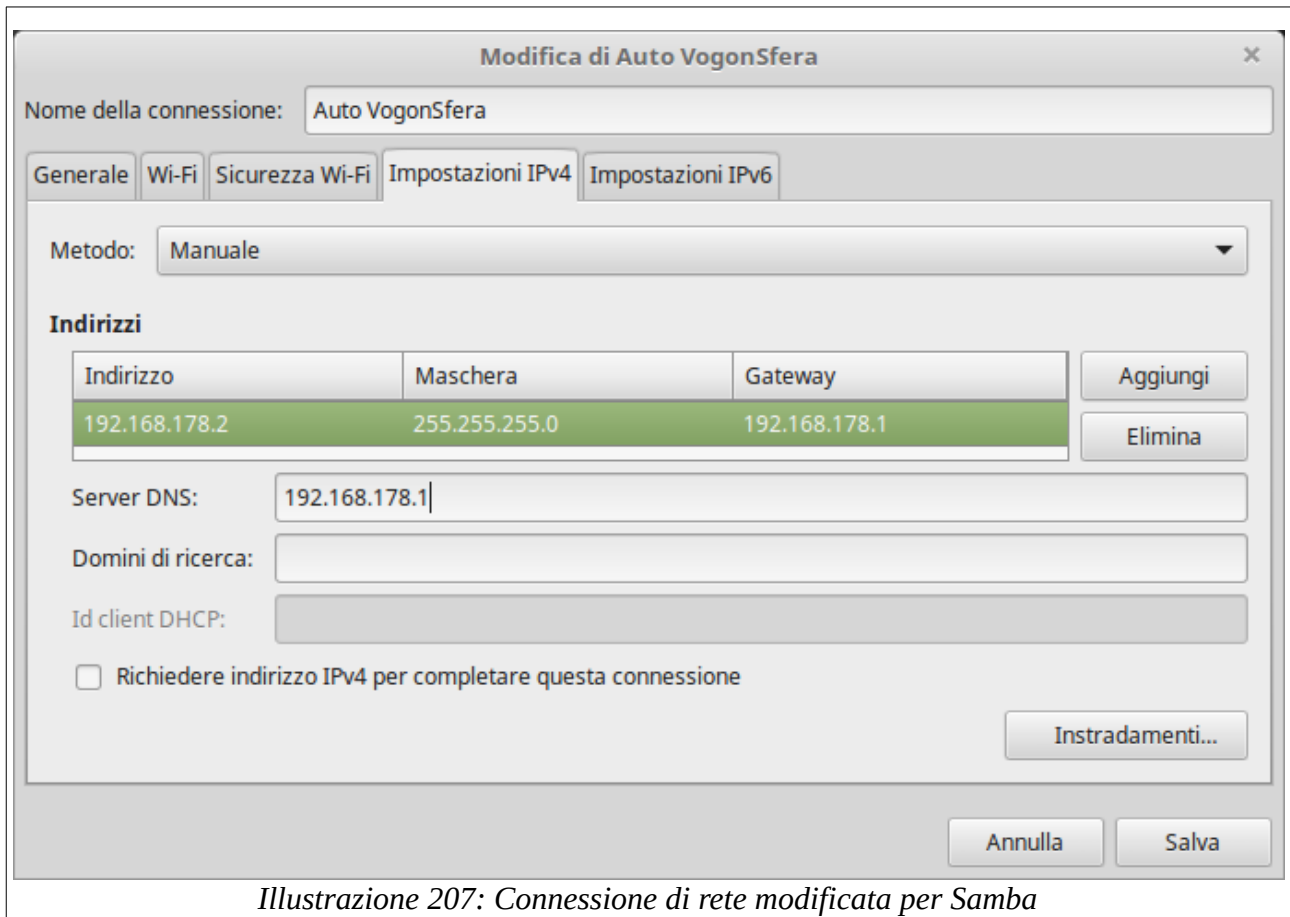 Modifica di Auto VogonSfera
Nome della connessione: Auto VogonSfera
Generale Wi-Fi Sicurezza Wi-Fi Impostazioni IPv4 Impostazioni IPv6
Metodo: Manuale
Indirizzi
Indirizzo Maschera Gateway Aggiungi
192.168.178.2 255.255.255.0 192.168.178.1 Elimina
Server DNS: 192.168.178.1
Domini di ricerca:
Id client DHCP:
Richiedere indirizzo IPv4 per completare questa connessione
Instradamenti...
Annulla Salva
Illustrazione 207: Connessione di rete modificata per Samba